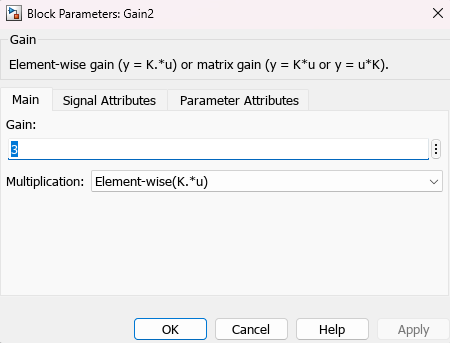 Block Parameters: Gain2
Gain
Element-wise gain (y = K.*u) or matrix gain (y = K*u or y = u*K).
Main Signal Attributes Parameter Attributes
Gain:
3
Multiplication: Element-wise(K.*u)
OK Cancel Help Apply